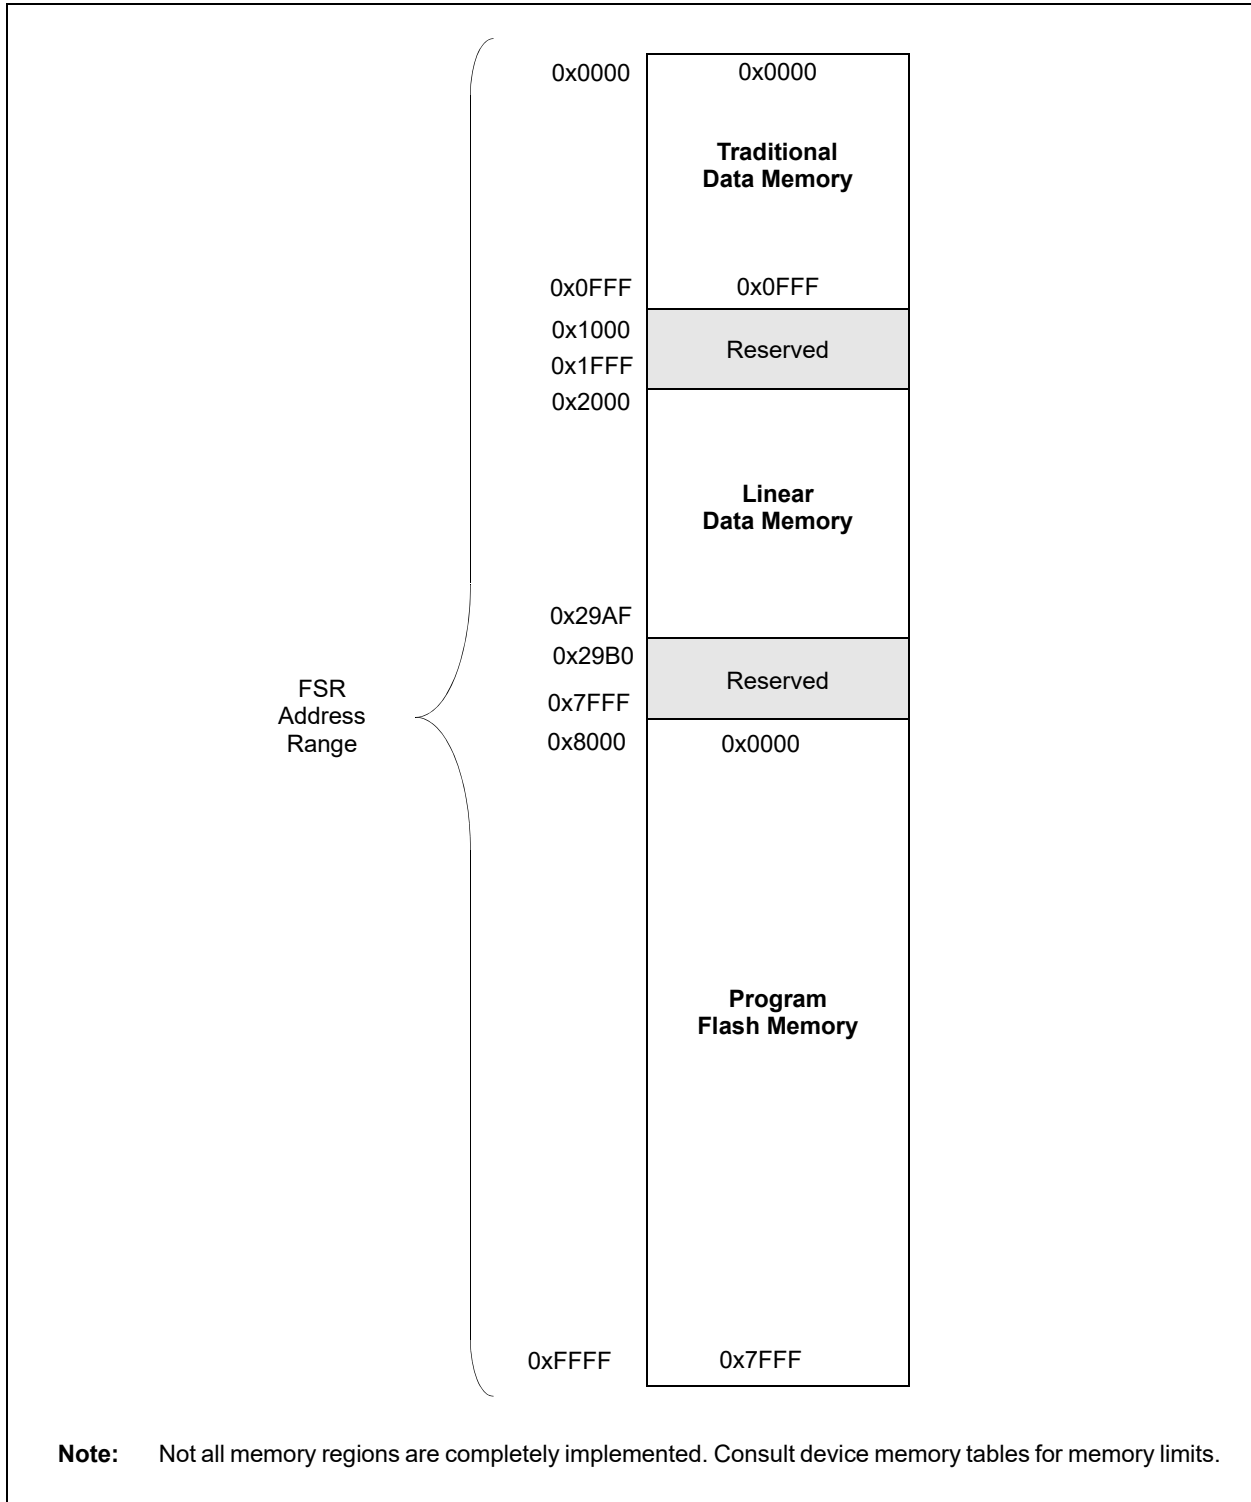 0x0000 0x0000
Traditional
Data Memory
0x0FFF 0x0FFF
0x1000
Reserved
0x1FFF
0x2000
Linear
Data Memory
0x29AF
0x29B0
Reserved
0x7FFF
FSR
Address
Range
0x8000 0x0000
Program
Flash Memory
0xFFFF 0x7FFF
Note: Not all memory regions are completely implemented. Consult device memory tables for memory limits.